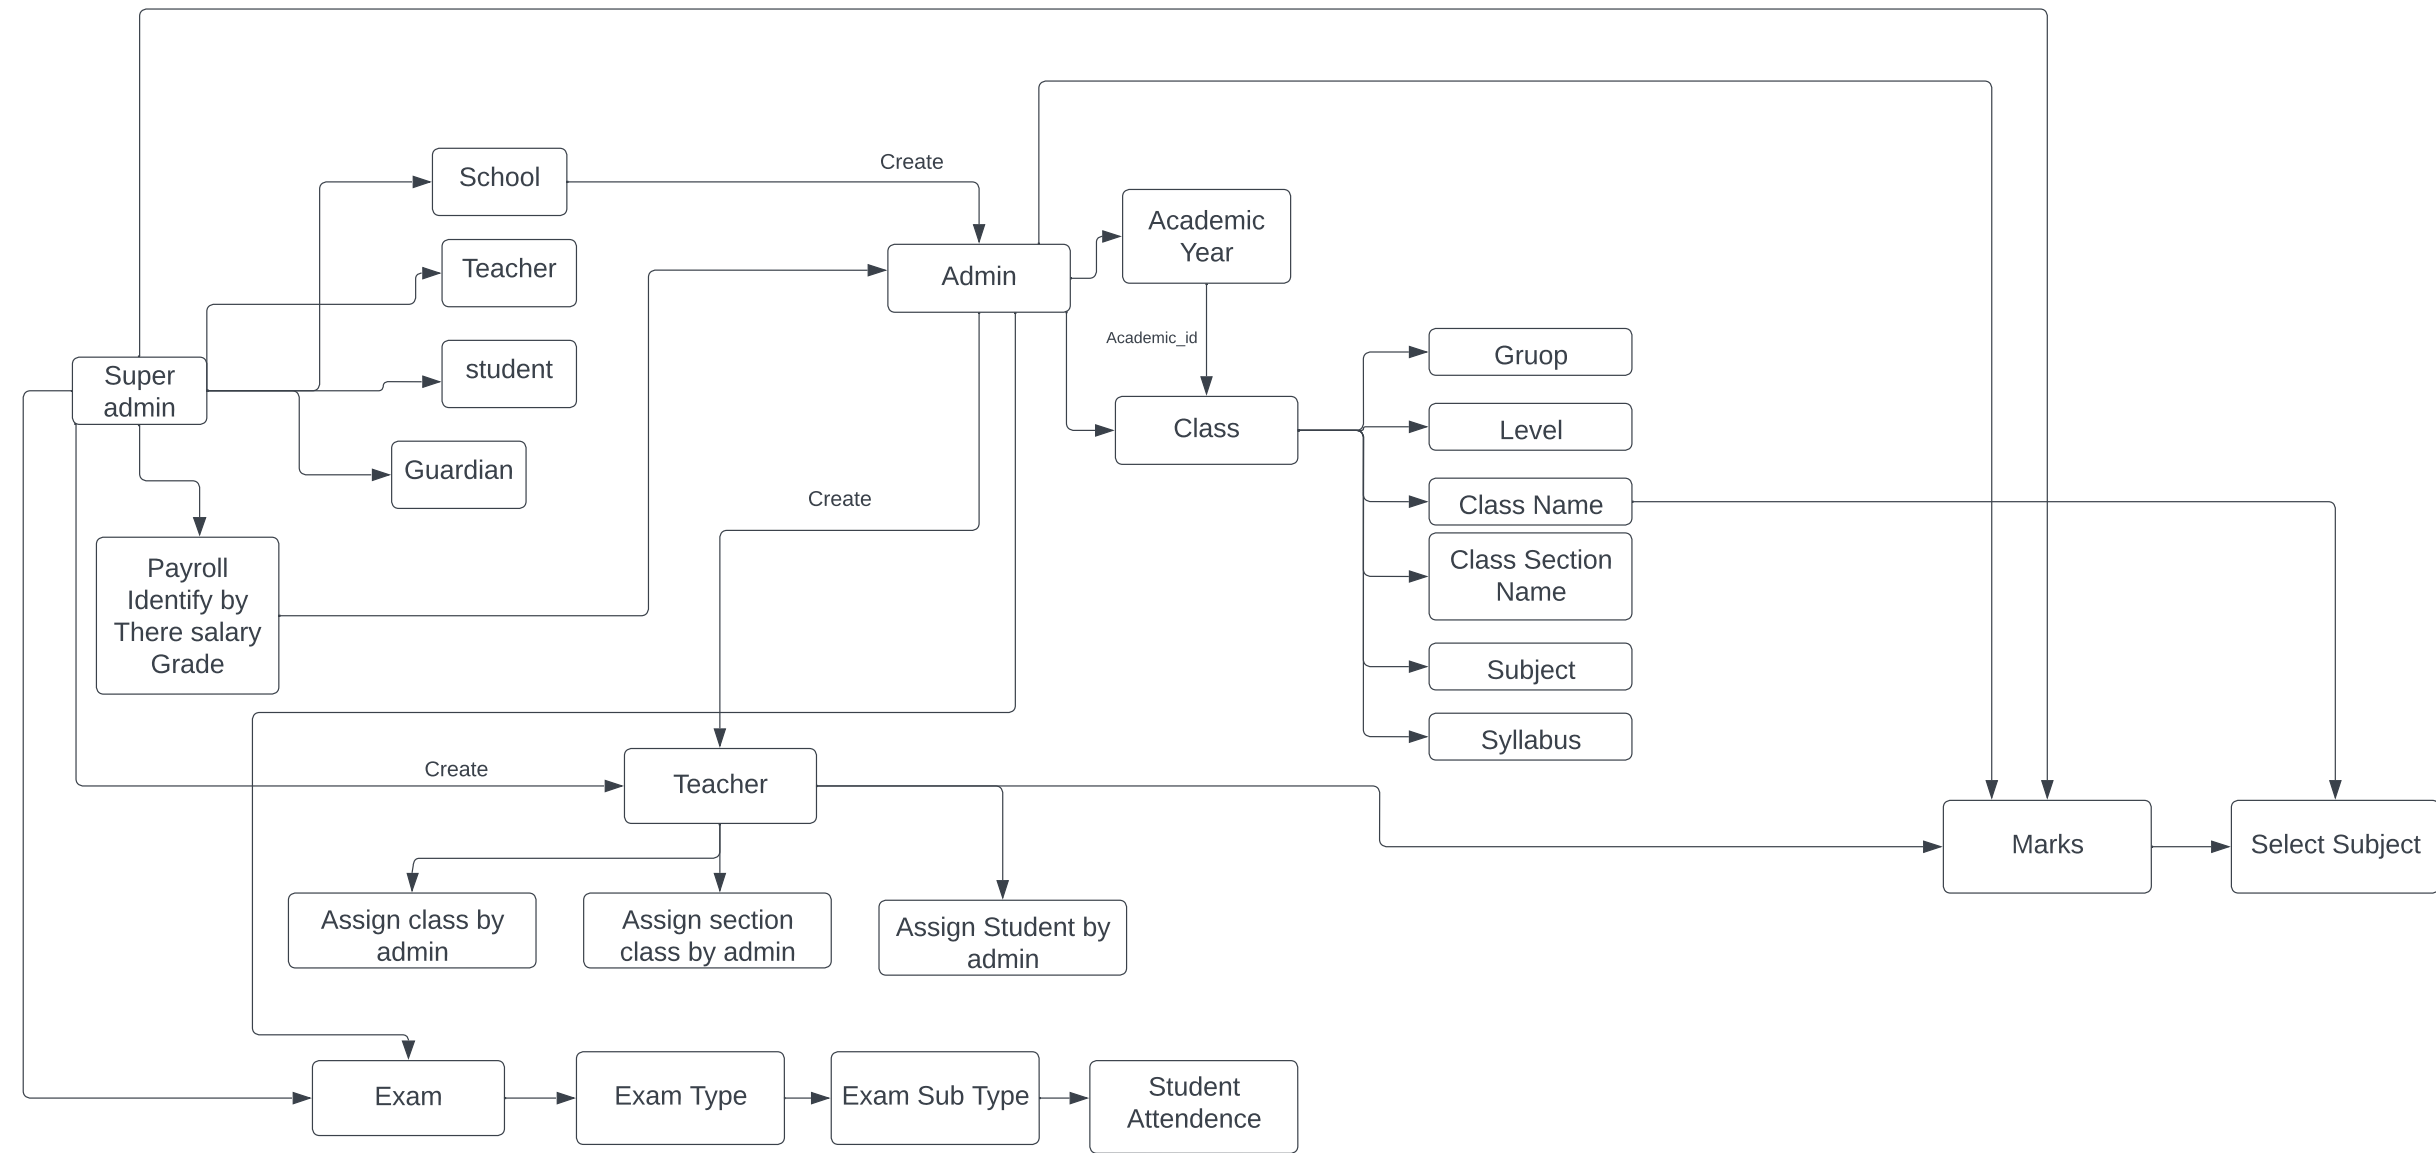 Create
School
Academic
Year
Teacher
Admin
Academic_id
Gruop
student
Super
admin
Class
Level
Guardian
Create
Class Name
Class Section
Name
Payroll
Identify by
There salary
Grade
Subject
Syllabus
Create
Teacher
Marks
Select Subject
Assign class by
admin
Assign section
class by admin
Assign Student by
admin
Exam
Exam Type
Exam Sub Type
Student
Attendence